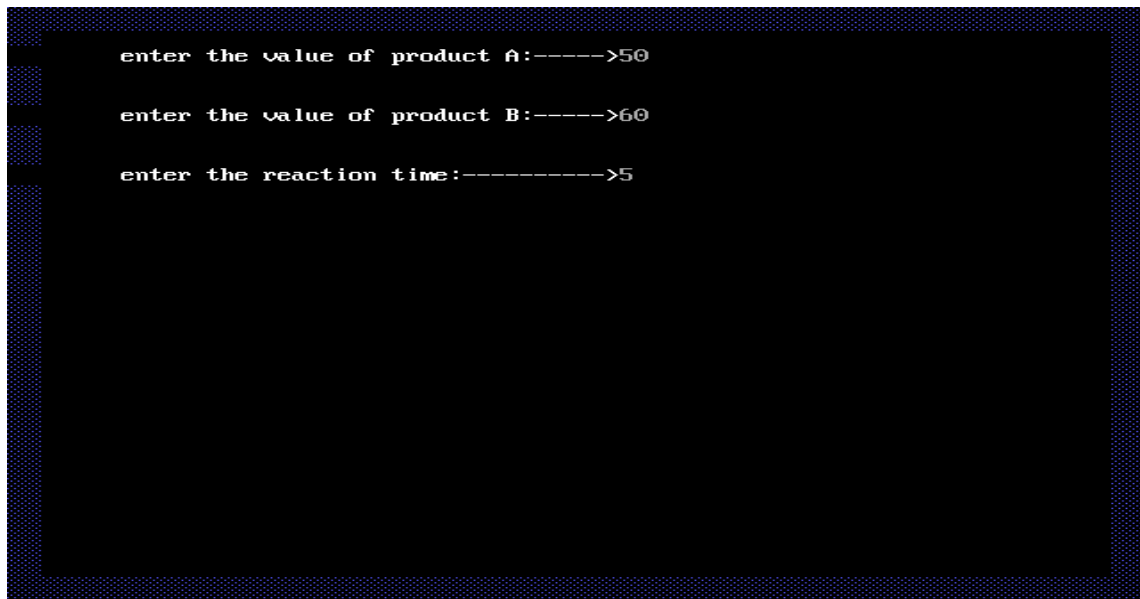 enter the value of product A:----->50
enter the value of product B:----->60
enter the reaction time:---------->5